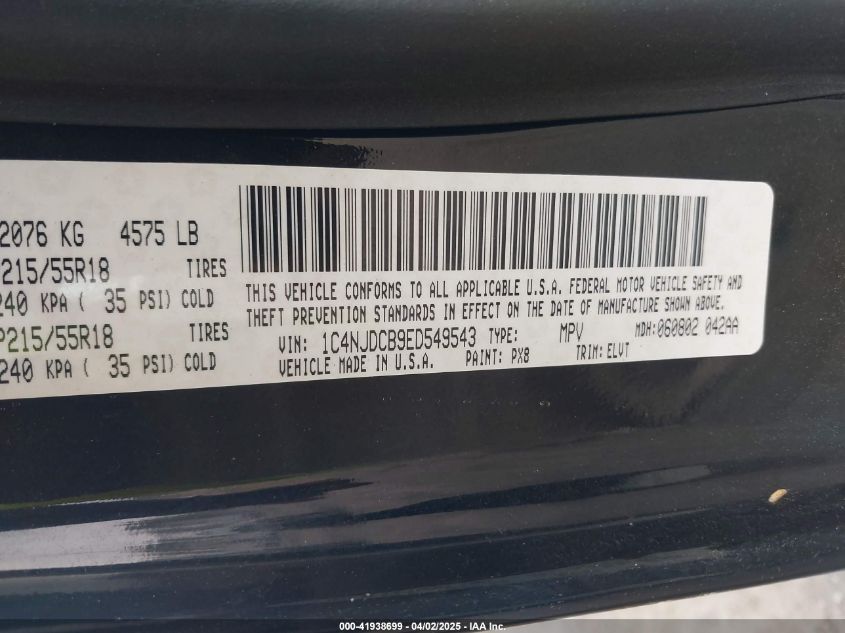 2076 KG 4575 LB
P215/55R18 TIRES
240 KPA ( 35 PSI) COLD
P215/55R18 TIRES
240 KPA ( 35 PSI) COLD
THIS VEHICLE CONFORMS TO ALL APPLICABLE U.S.A. FEDERAL MOTOR VEHICLE SAFETY AND
THEFT PREVENTION STANDARDS IN EFFECT ON THE DATE OF MANUFACTURE SHOWN ABOVE.
VIN: 1C4NJDCB9ED549543 TYPE: MPV MDH:060802 042AA
VEHICLE MADE IN U.S.A. PAINT: PX8 TRIM: ELVT
000-41938699 - 04/02/2025 - IAA Inc.